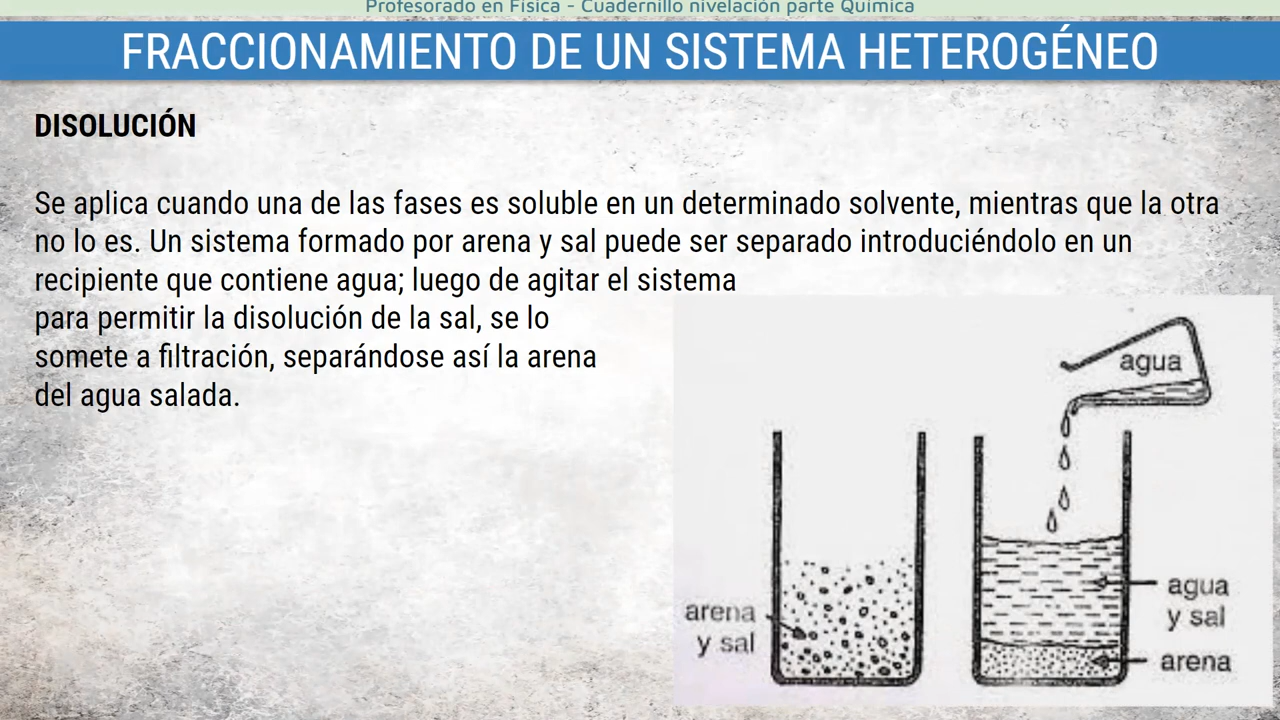 Profesorado en Física - Cuadernillo nivelación parte Química
FRACCIONAMIENTO DE UN SISTEMA HETEROGÉNEO
DISOLUCIÓN
Se aplica cuando una de las fases es soluble en un determinado solvente, mientras que la otra
no lo es. Un sistema formado por arena y sal puede ser separado introduciéndolo en un
recipiente que contiene agua; luego de agitar el sistema
para permitir la disolución de la sal, se lo
somete a filtración, separándose así la arena
del agua salada.
agua
arena
y sal
agua
y sal
arena